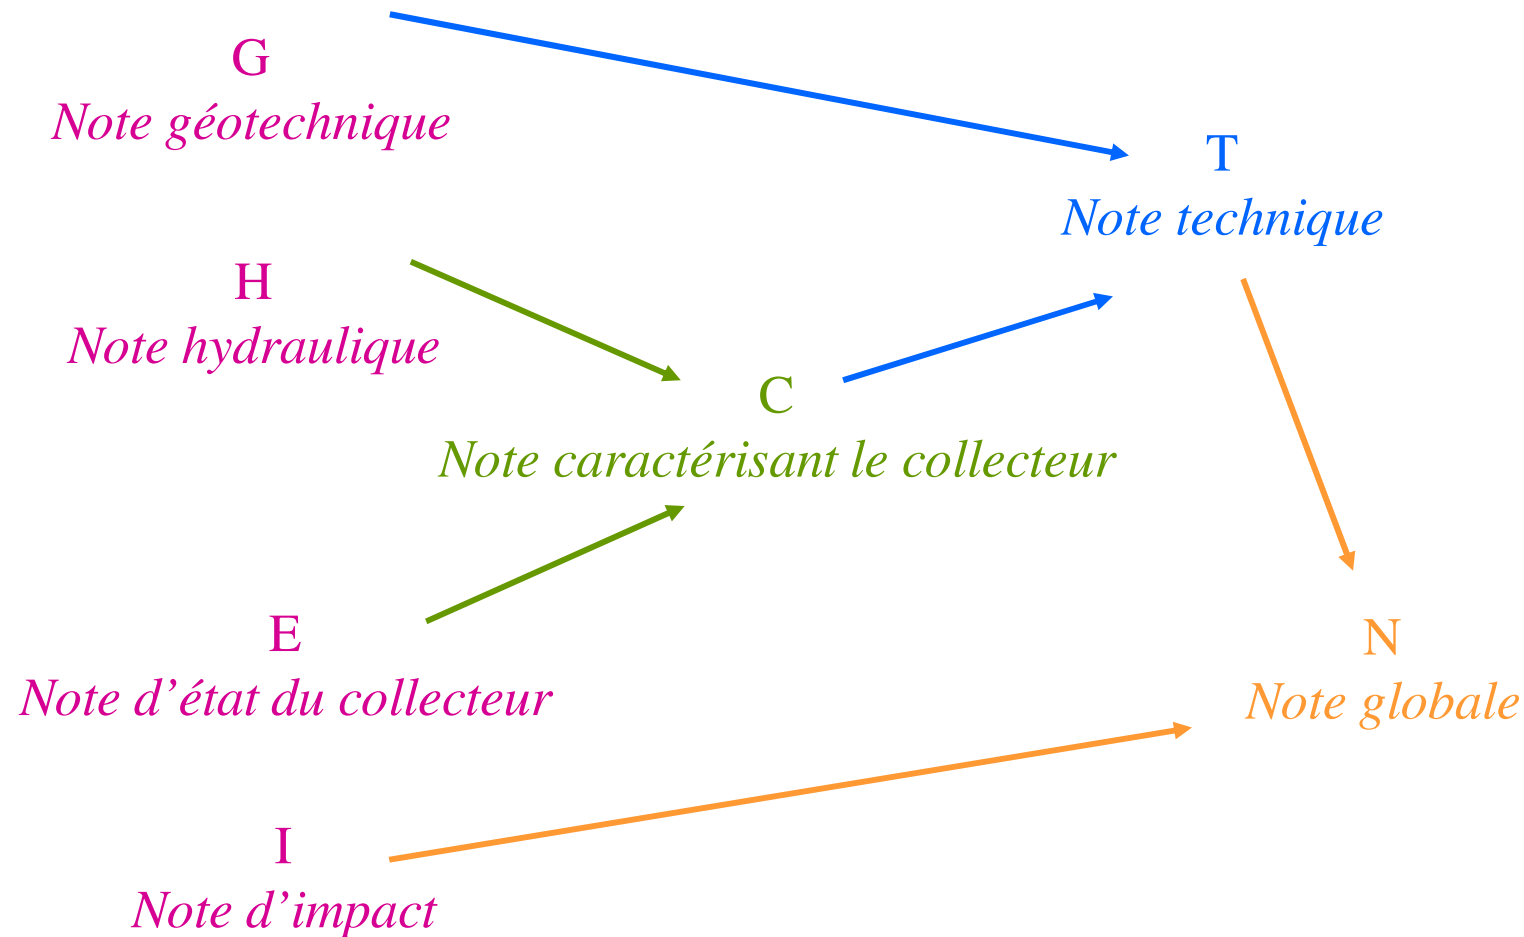 G
Note géotechnique
T
Note technique
H
Note hydraulique
C
Note caractérisant le collecteur
E
Note d’état du collecteur
N
Note globale
I
Note d’impact